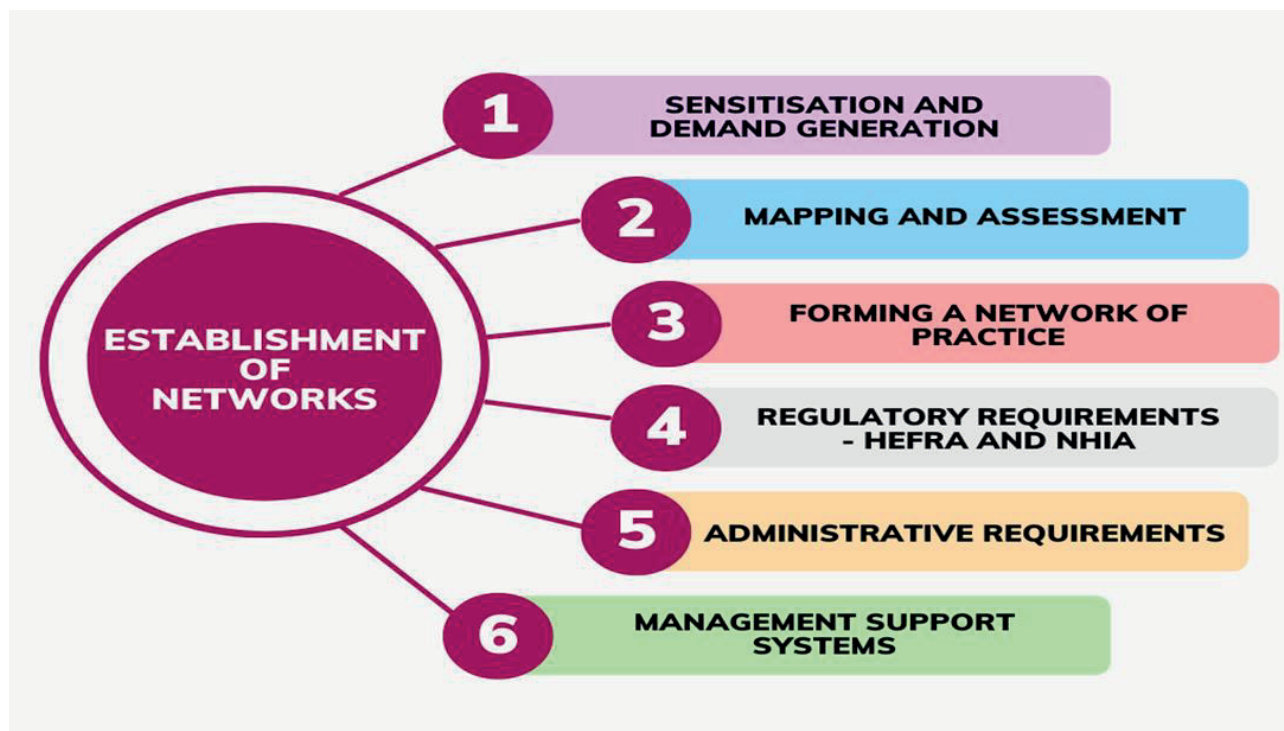 1
SENSITISATION AND
DEMAND GENERATION
2
MAPPING AND ASSESSMENT
3
FORMING A NETWORK OF
PRACTICE
ESTABLISHMENT
OF
NETWORKS
4
REGULATORY REQUIREMENTS
- HEFRA AND NHIA
5
ADMINISTRATIVE REQUIREMENTS
6
MANAGEMENT SUPPORT
SYSTEMS